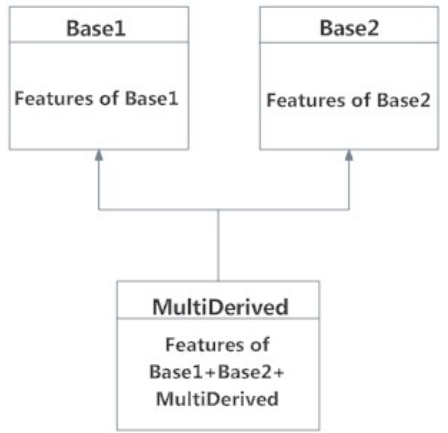 Base1
Features of Base1
Base2
Features of Base2
MultiDerived
Features of
Base1+Base2+
MultiDerived